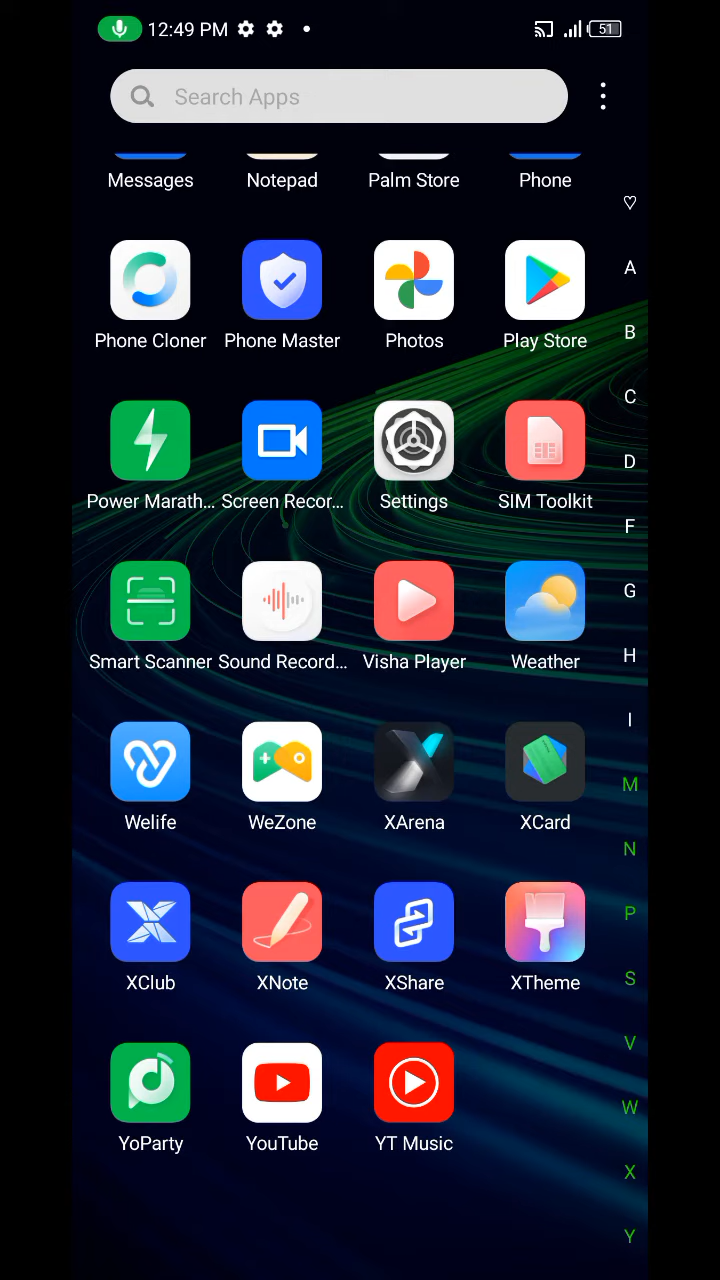 12:49 PM
51
Search Apps
Messages Notepad Palm Store Phone
♡
A
Phone Cloner Phone Master Photos Play Store
B
C
D
Power Marath... Screen Recor... Settings SIM Toolkit
F
G
H
Smart Scanner Sound Record... Visha Player Weather
I
M
Welife WeZone XArena XCard
N
P
S
XClub XNote XShare XTheme
V
W
YoParty YouTube YT Music
X
Y